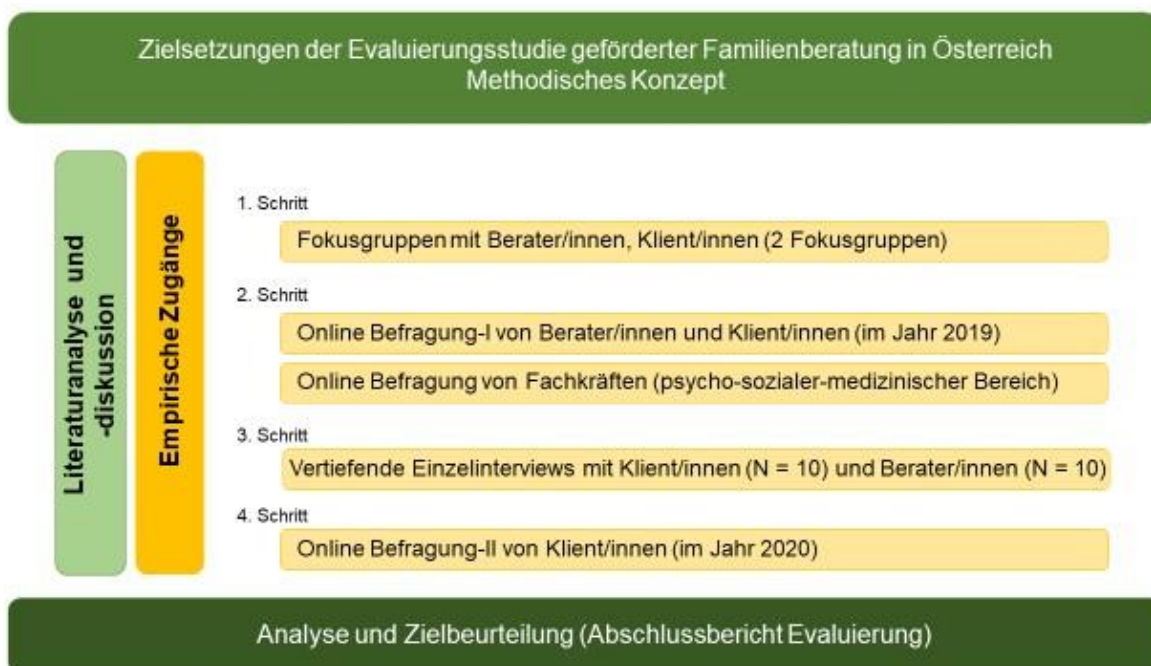 Zielsetzungen der Evaluierungsstudie geförderter Familienberatung in Österreich
Methodisches Konzept
Literaturanalyse und
-diskussion
Empirische Zugänge
1. Schritt
Fokusgruppen mit Berater/innen, Klient/innen (2 Fokusgruppen)
2. Schritt
Online Befragung-I von Berater/innen und Klient/innen (im Jahr 2019)
Online Befragung von Fachkräften (psycho-sozialer-medizinischer Bereich)
3. Schritt
Vertiefende Einzelinterviews mit Klient/innen (N = 10) und Berater/innen (N = 10)
4. Schritt
Online Befragung-II von Klient/innen (im Jahr 2020)
Analyse und Zielbeurteilung (Abschlussbericht Evaluierung)